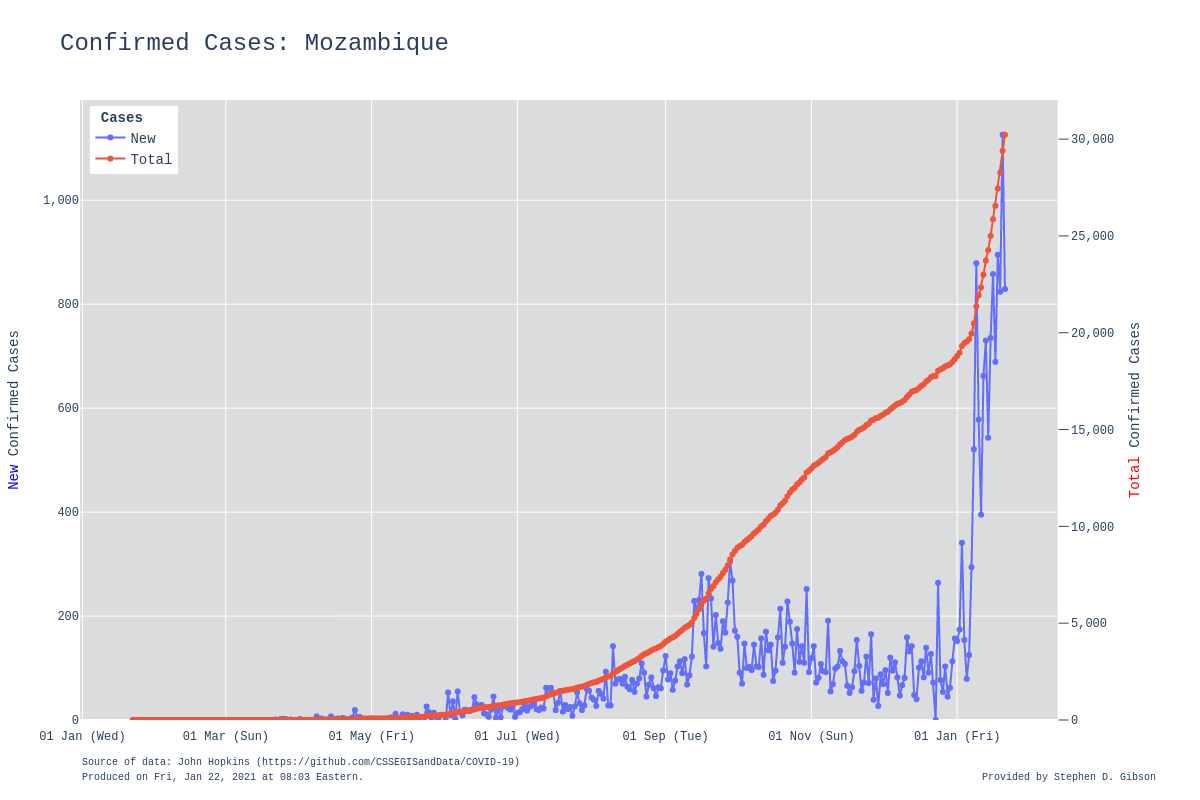 Confirmed Cases: Mozambique
Cases
New
Total
1,000
800
600
400
200
0
New Confirmed Cases
30,000
25,000
20,000
15,000
10,000
5,000
0
Total Confirmed Cases
01 Jan (Wed) 01 Mar (Sun) 01 May (Fri) 01 Jul (Wed) 01 Sep (Tue) 01 Nov (Sun) 01 Jan (Fri)
Source of data: John Hopkins (https://github.com/CSSEGISandData/COVID-19)
Produced on Fri, Jan 22, 2021 at 08:03 Eastern.
Provided by Stephen D. Gibson